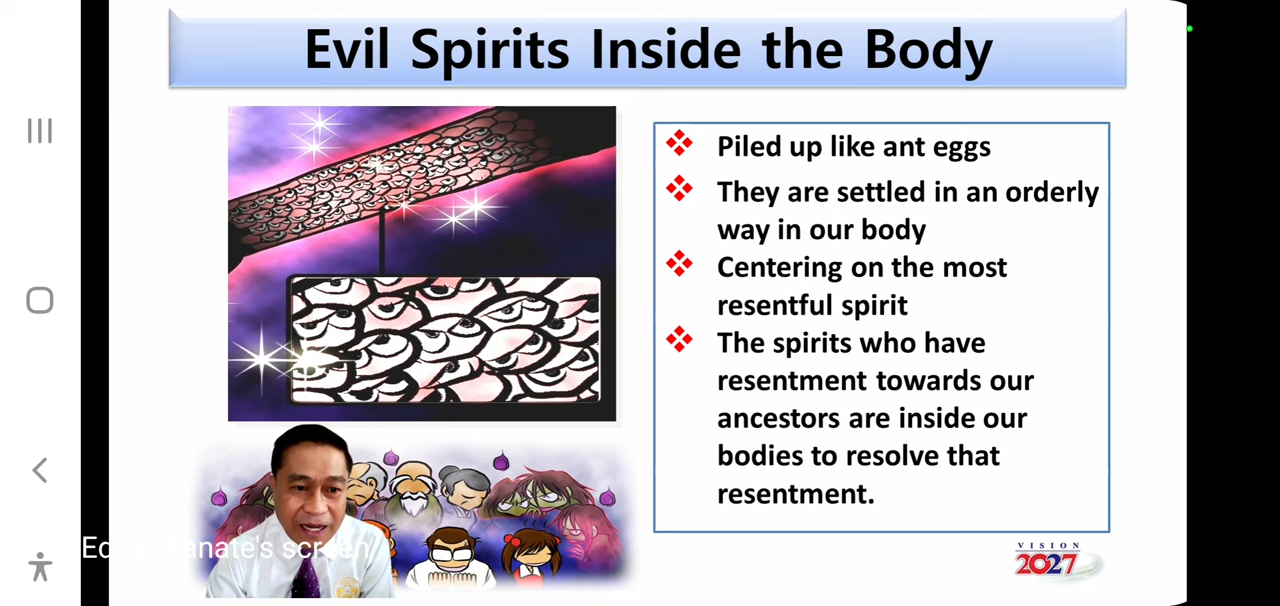 Evil Spirits Inside the Body
Piled up like ant eggs
They are settled in an orderly
way in our body
Centering on the most
resentful spirit
The spirits who have
resentment towards our
ancestors are inside our
bodies to resolve that
resentment.
's screen
VISION
2027